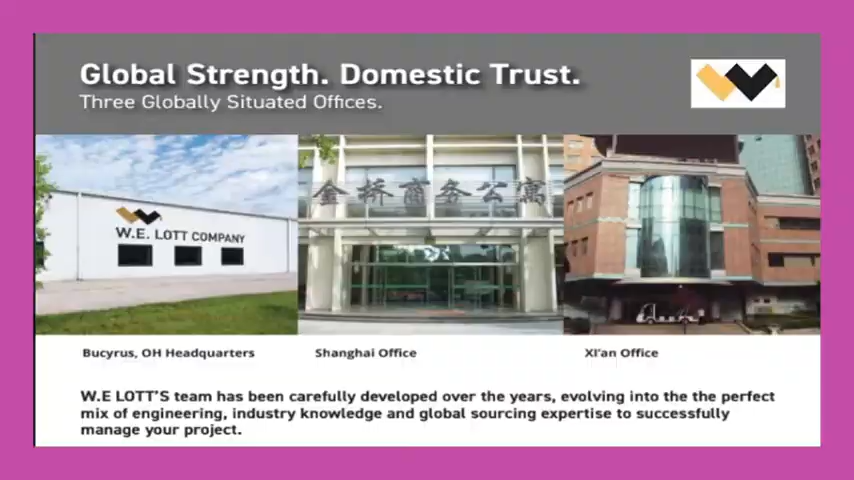 Global Strength. Domestic Trust.
Three Globally Situated Offices.
W.E. LOTT COMPANY
金桥商务公寓
Bucyrus, OH Headquarters
Shanghai Office
XI'an Office
W.E LOTT'S team has been carefully developed over the years, evolving into the the perfect
mix of engineering, industry knowledge and global sourcing expertise to successfully
manage your project.